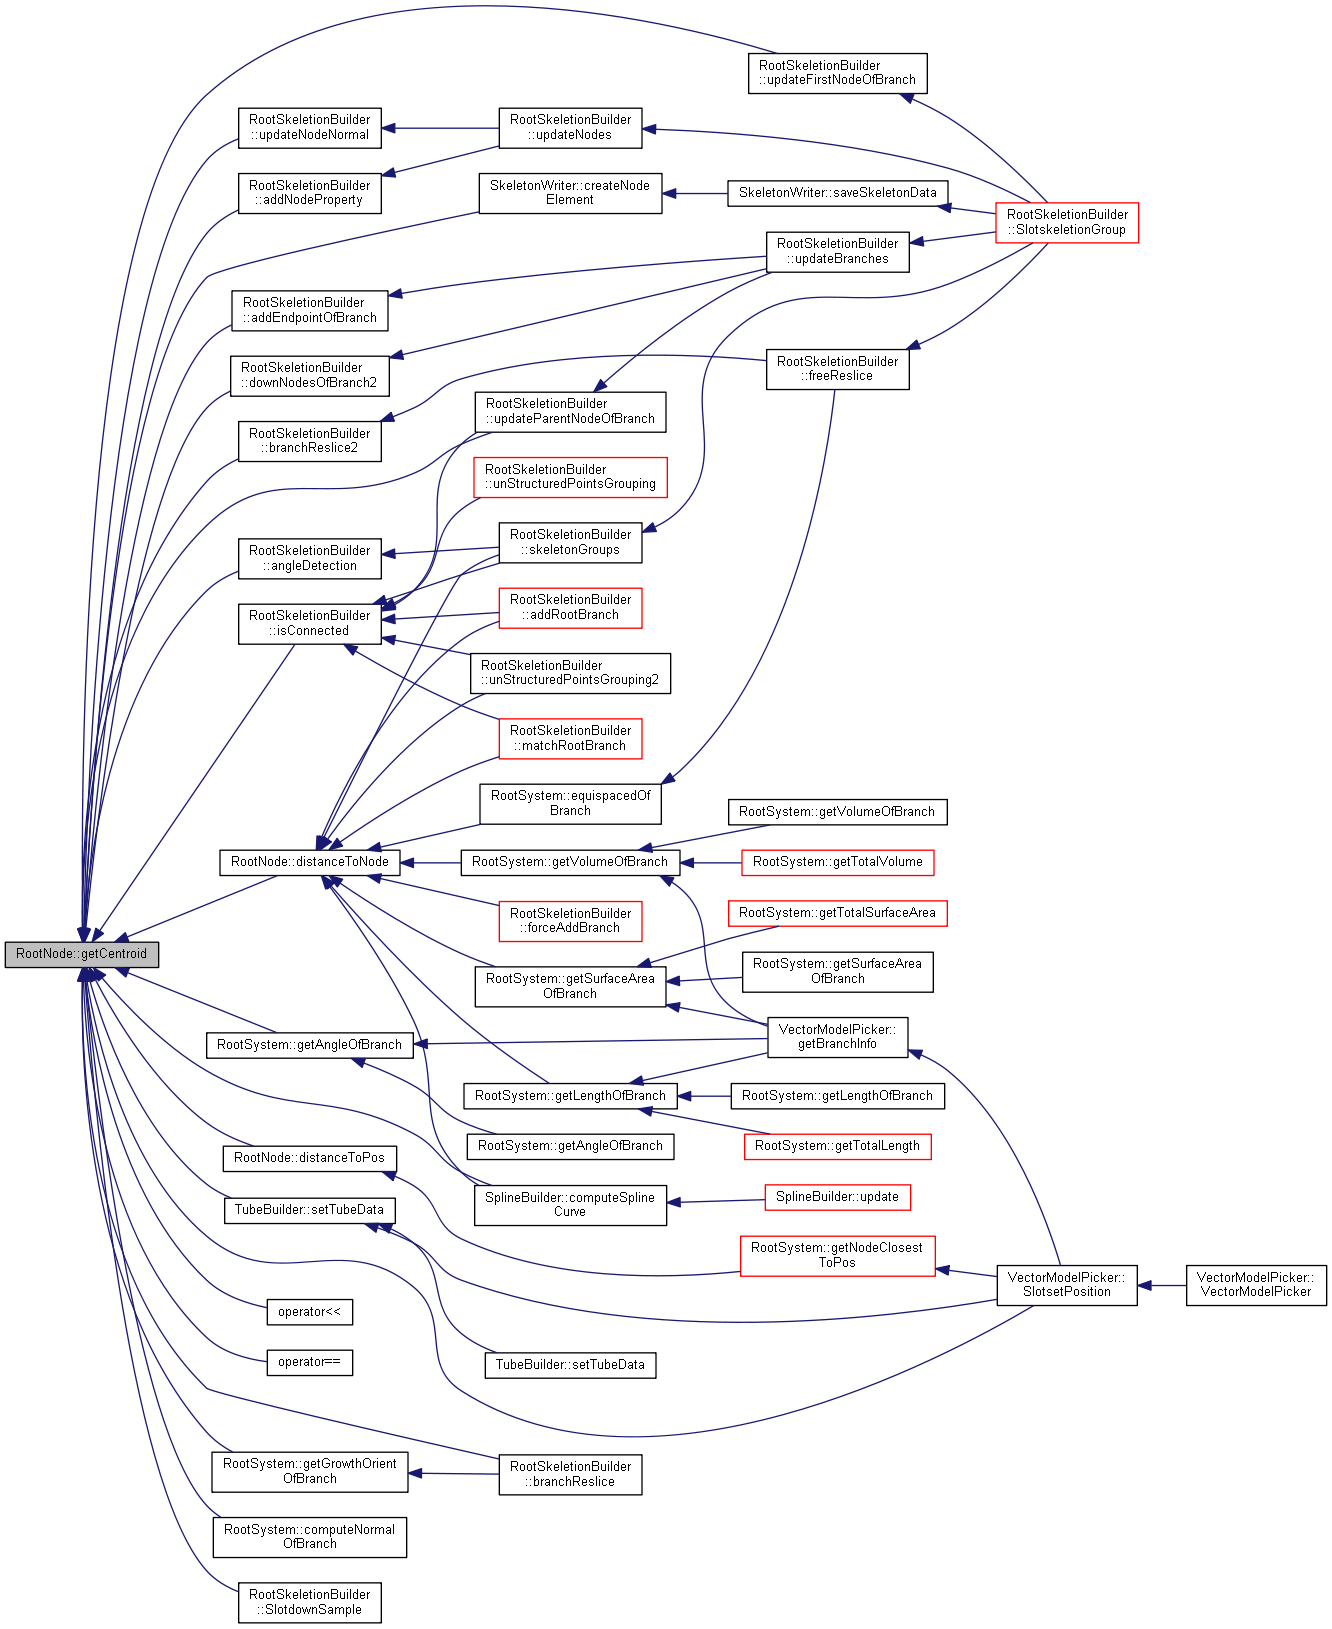 RootSkeletionBuilder
::updateFirstNodeOfBranch
RootSkeletionBuilder
::updateNodeNormal
RootSkeletionBuilder
::updateNodes
RootSkeletionBuilder
::addNodeProperty
SkeletonWriter::createNode
Element
SkeletonWriter::saveSkeletonData
RootSkeletionBuilder
::SlotskeletionGroup
RootSkeletionBuilder
::updateBranches
RootSkeletionBuilder
::addEndpointOfBranch
RootSkeletionBuilder
::downNodesOfBranch2
RootSkeletionBuilder
::freeReslice
RootSkeletionBuilder
::updateParentNodeOfBranch
RootSkeletionBuilder
::branchReslice2
RootSkeletionBuilder
::unStructuredPointsGrouping
RootSkeletionBuilder
::skeletonGroups
RootSkeletionBuilder
::angleDetection
RootSkeletionBuilder
::addRootBranch
RootSkeletionBuilder
::isConnected
RootSkeletionBuilder
::unStructuredPointsGrouping2
RootSkeletionBuilder
::matchRootBranch
RootSystem::equispacedOf
Branch
RootSystem::getVolumeOfBranch
RootNode::distanceToNode
RootSystem::getVolumeOfBranch
RootSystem::getTotalVolume
RootSkeletionBuilder
::forceAddBranch
RootSystem::getTotalSurfaceArea
RootNode::getCentroid
RootSystem::getSurfaceArea
OfBranch
RootSystem::getSurfaceArea
OfBranch
RootSystem::getAngleOfBranch
VectorModelPicker::
getBranchInfo
RootSystem::getLengthOfBranch
RootSystem::getLengthOfBranch
RootSystem::getAngleOfBranch
RootSystem::getTotalLength
RootNode::distanceToPos
TubeBuilder::setTubeData
SplineBuilder::computeSpline
Curve
SplineBuilder::update
RootSystem::getNodeClosest
ToPos
VectorModelPicker::
SlotsetPosition
VectorModelPicker::
VectorModelPicker
operator<<
operator==
TubeBuilder::setTubeData
RootSystem::getGrowthOrient
OfBranch
RootSkeletionBuilder
::branchReslice
RootSystem::computeNormal
OfBranch
RootSkeletionBuilder
::SlotdownSample